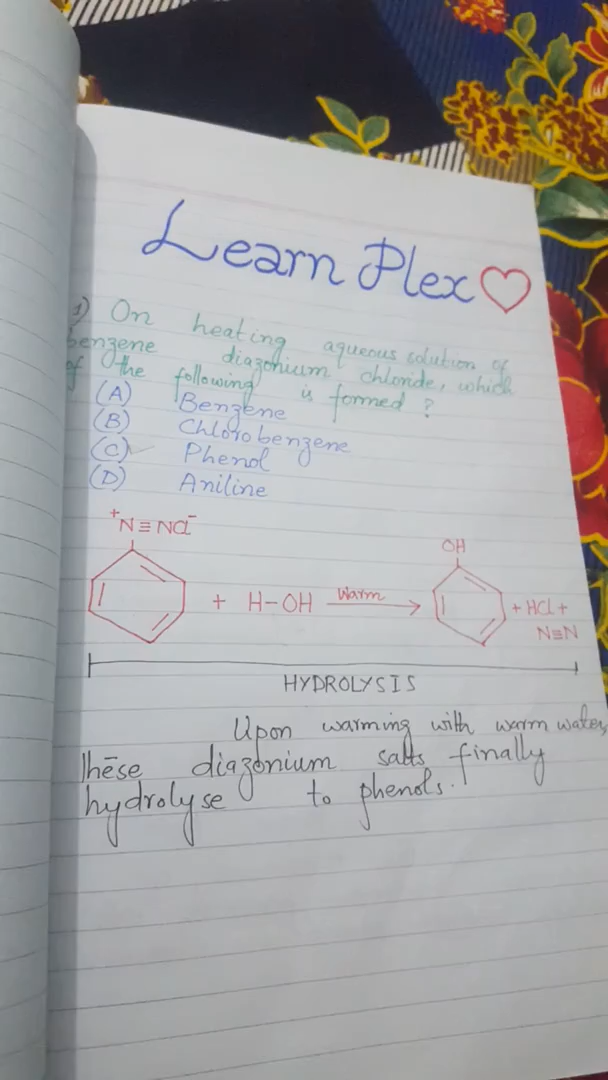 Learn Plex
1) On heating aqueous solution of
benzene diazonium chloride, which
of the following is formed ?
(A) Benzene
(B) Chlorobenzene
(C) Phenol
(D) Aniline
⁺N≡NCl⁻
OH
+ H-OH Warm + HCl +
N≡N
HYDROLYSIS
Upon warming with warm water,
these diazonium salts finally
hydrolyse to phenols.